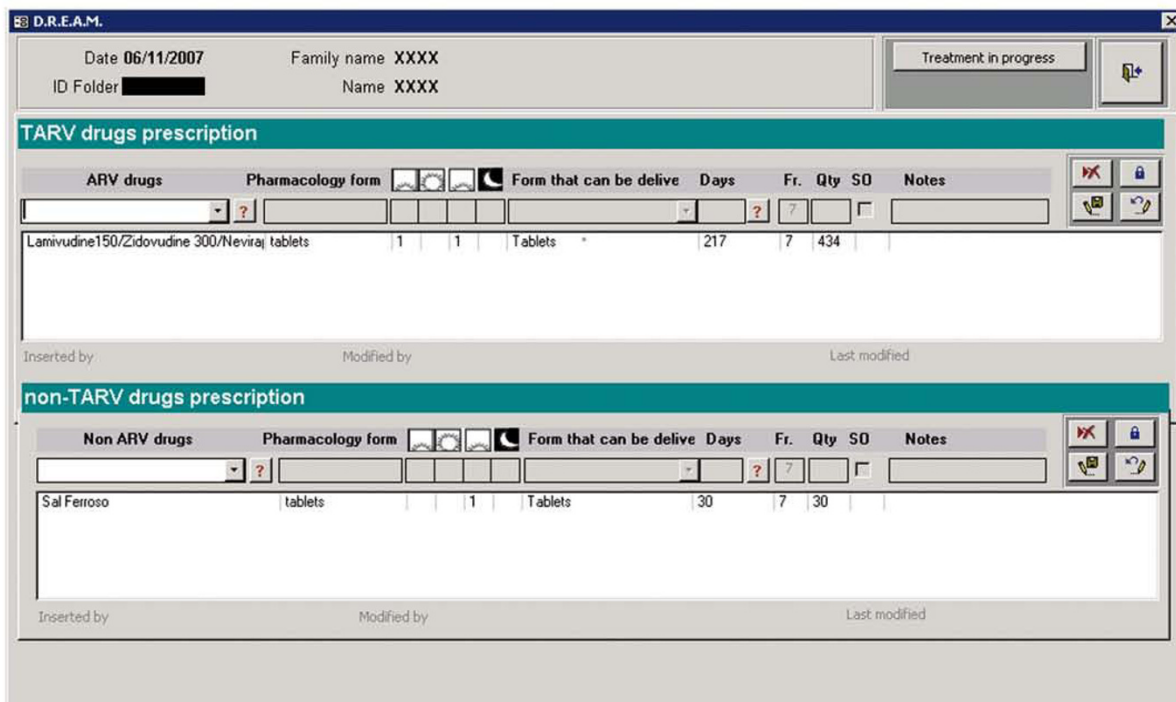 D.R.E.A.M.
Date 06/11/2007 Family name XXXX Treatment in progress
ID Folder Name XXXX
TARV drugs prescription
ARV drugs Pharmacology form Form that can be delive Days Fr. Qty SO Notes
? ? 7
Lamivudine150/Zidovudine 300/Nevirap tablets 1 1 Tablets 217 7 434
Inserted by Modified by Last modified
non-TARV drugs prescription
Non ARV drugs Pharmacology form Form that can be delive Days Fr. Qty SO Notes
? ? 7
Sal Ferroso tablets 1 Tablets 30 7 30
Inserted by Modified by Last modified